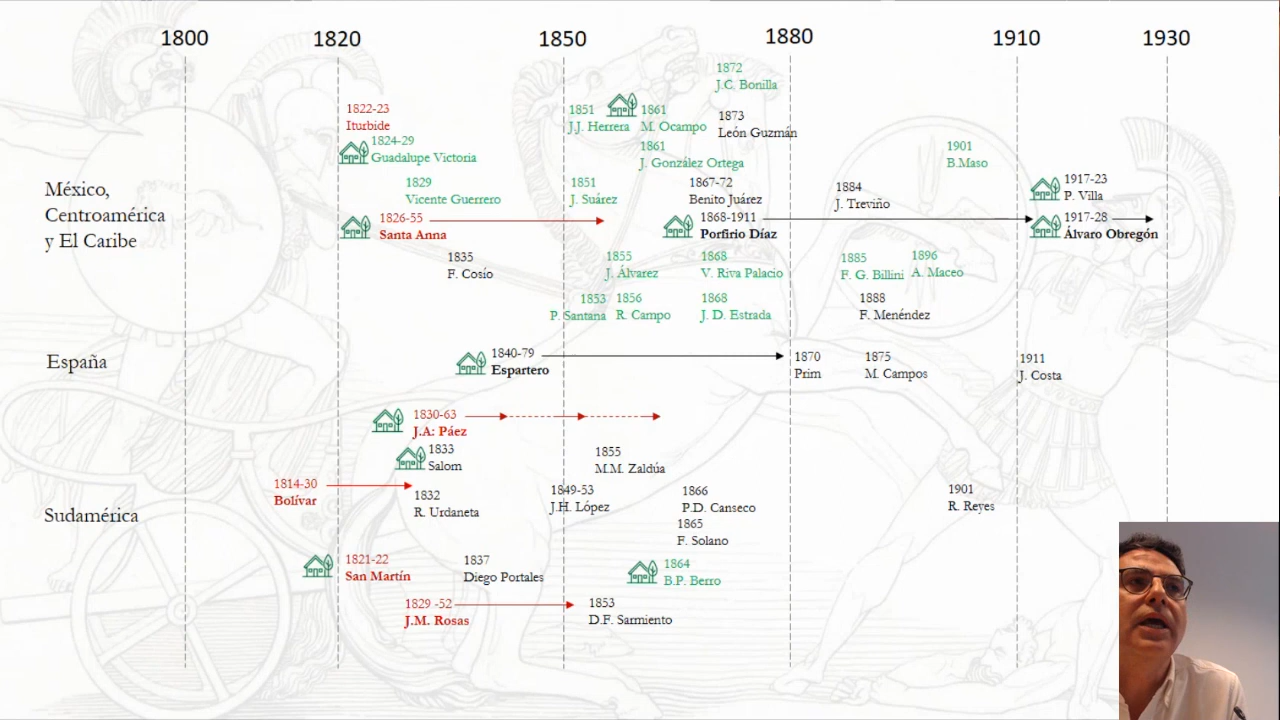 1800
1820
1850
1880
1910
1930
México,
Centroamérica
y El Caribe
1822-23
Iturbide
1824-29
Guadalupe Victoria
1829
Vicente Guerrero
1826-55
Santa Anna
1835
F. Cosío
1851
J.J. Herrera
1861
M. Ocampo
1861
J. González Ortega
1872
J.C. Bonilla
1873
León Guzmán
1851
J. Suárez
1867-72
Benito Juárez
1868-1911
Porfirio Díaz
1855
J. Álvarez
1868
V. Riva Palacio
1853
P. Santana
1856
R. Campo
1868
J. D. Estrada
1884
J. Treviño
1901
B.Maso
1885
F. G. Billini
1896
A. Maceo
1888
F. Menéndez
1917-23
P. Villa
1917-28
Álvaro Obregón
España
1840-79
Espartero
1870
Prim
1875
M. Campos
1911
J. Costa
Sudamérica
1830-63
J.A: Páez
1833
Salom
1814-30
Bolívar
1832
R. Urdaneta
1855
M.M. Zaldúa
1849-53
J.H. López
1866
P.D. Canseco
1865
F. Solano
1901
R. Reyes
1821-22
San Martín
1837
Diego Portales
1864
B.P. Berro
1829 -52
J.M. Rosas
1853
D.F. Sarmiento